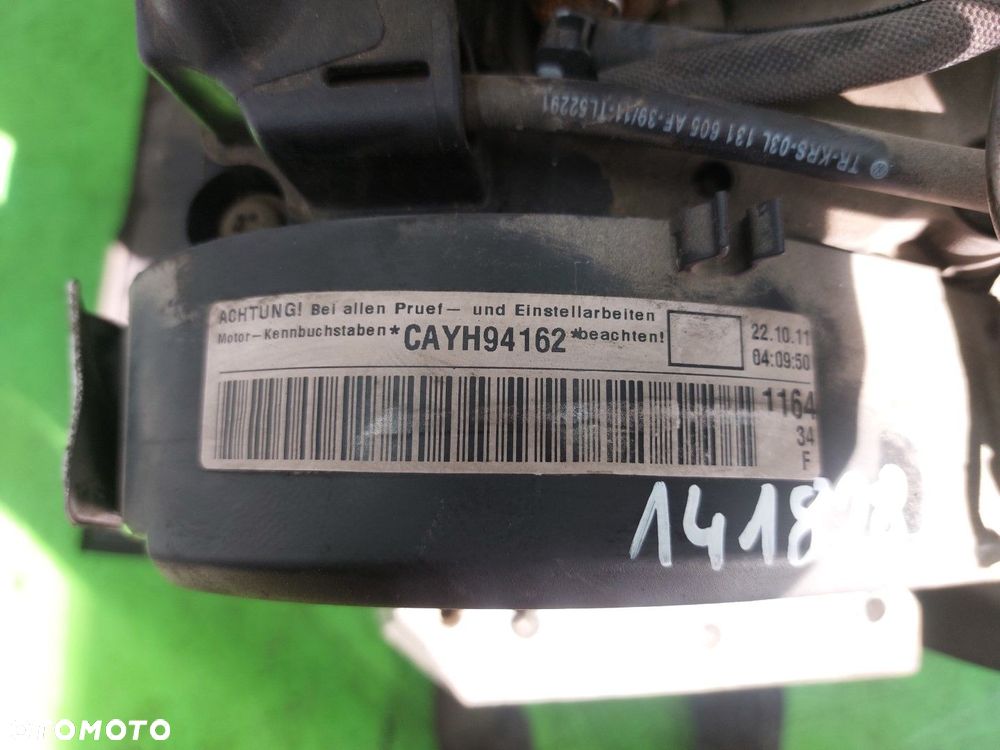 TR-KRS-03L 131 605 AF-39/11-TL52291
ACHTUNG! Bei allen Pruef— und Einstellarbeiten
Motor—Kennbuchstaben *CAYH94162 *beachten!
22.10.11
04:09:50
1164
34
F
OTOMOTO